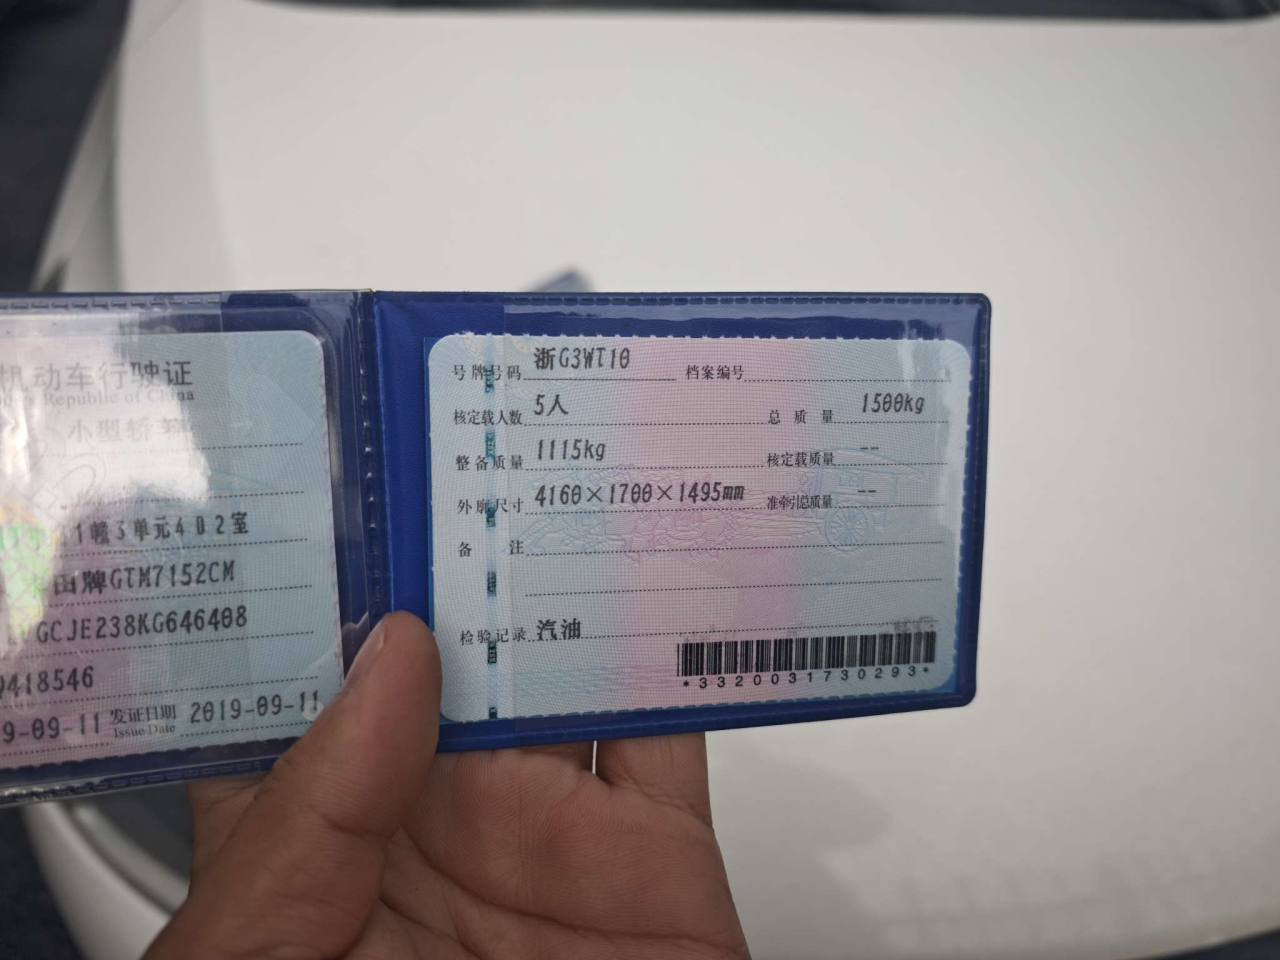 机动车行驶证
Republic of China
小型轿
1幢3单元402室
田牌GTM7152CM
GCJE238KG646408
418546
9-09-11 发证日期 2019-09-11
Issue Date
号牌号码 浙G3WT10 档案编号
核定载人数 5人 总质量 1500kg
整备质量 1115kg 核定载质量 --
外廓尺寸 4160×1700×1495mm 准牵引总质量 --
备注
检验记录 汽油
*3320031730293*